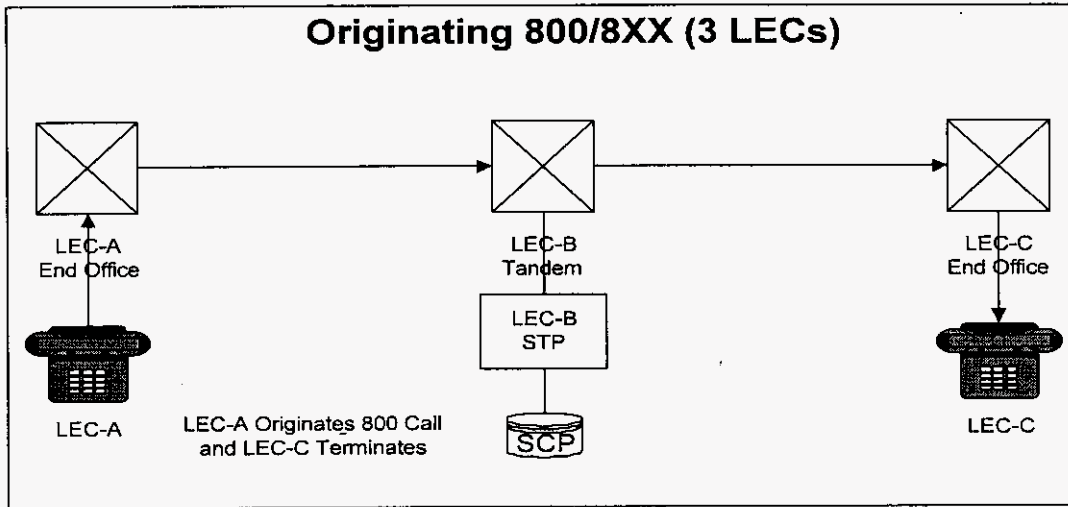 Originating 800/8XX (3 LECs)
LEC-A
End Office
LEC-B
Tandem
LEC-C
End Office
LEC-B
STP
LEC-A
LEC-A Originates 800 Call
and LEC-C Terminates
SCP
LEC-C